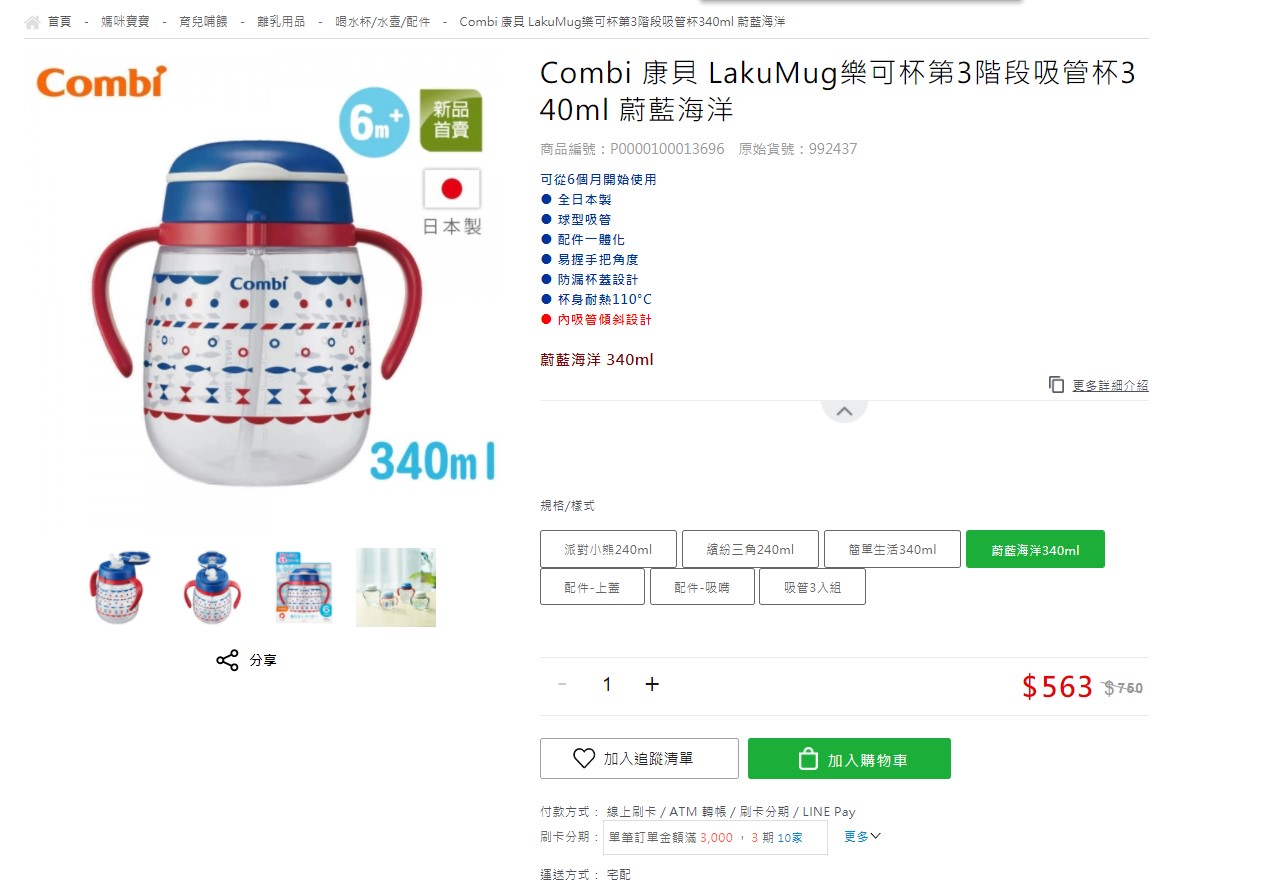 首頁 - 媽咪寶寶 - 育兒哺餵 - 離乳用品 - 喝水杯/水壺/配件 - Combi 康貝 LakuMug樂可杯第3階段吸管杯340ml 蔚藍海洋
Combi
6m+
新品
首賣
日本製
Combi
340ml
分享
Combi 康貝 LakuMug樂可杯第3階段吸管杯3
40ml 蔚藍海洋
商品編號：P0000100013696 原始貨號：992437
可從6個月開始使用
● 全日本製
● 球型吸管
● 配件一體化
● 易握手把角度
● 防漏杯蓋設計
● 杯身耐熱110°C
● 內吸管傾斜設計
蔚藍海洋 340ml
更多詳細介紹
規格/樣式
派對小熊240ml 繽紛三角240ml 簡單生活340ml 蔚藍海洋340ml
配件-上蓋 配件-吸嘴 吸管3入組
- 1 +
$563 $750
加入追蹤清單 加入購物車
付款方式： 線上刷卡 / ATM 轉帳 / 刷卡分期 / LINE Pay
刷卡分期： 單筆訂單金額滿 3,000 ，3 期 10家 更多
運送方式： 宅配